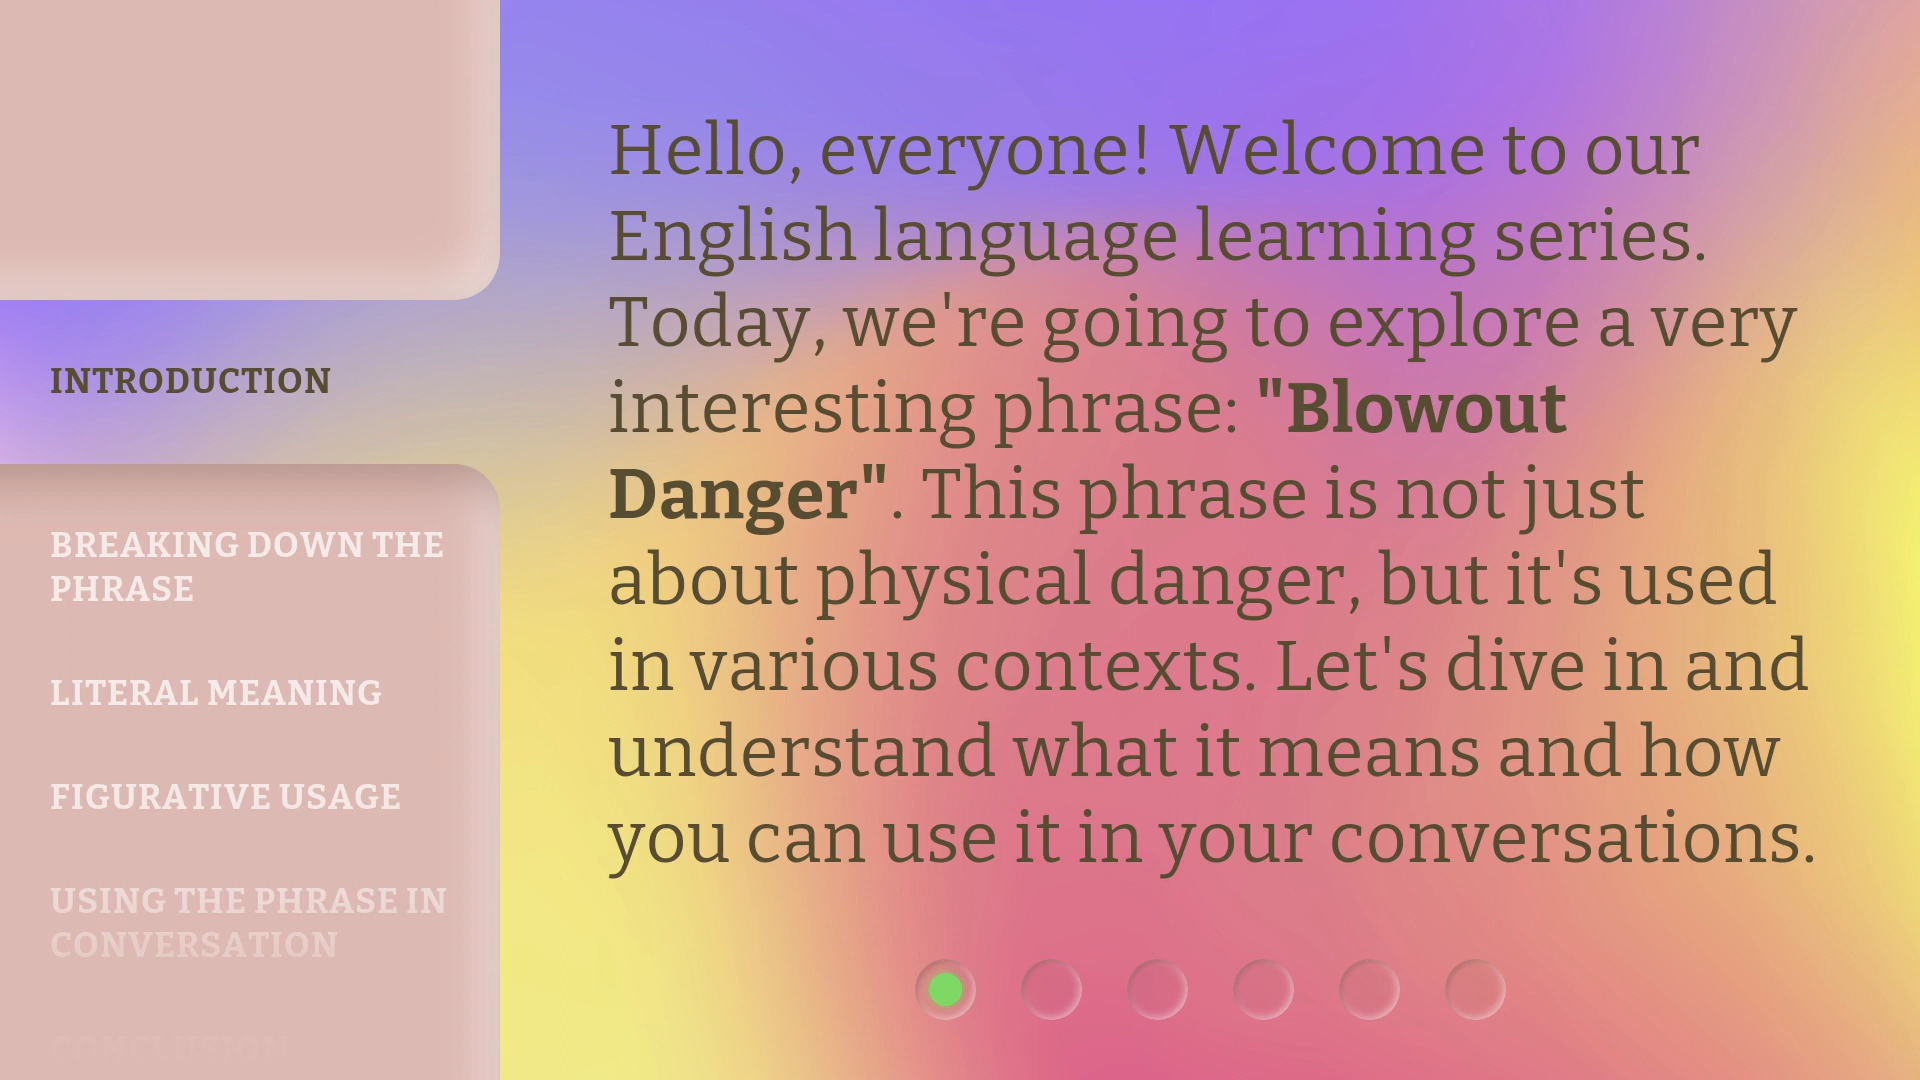 INTRODUCTION
BREAKING DOWN THE
PHRASE
LITERAL MEANING
FIGURATIVE USAGE
USING THE PHRASE IN
CONVERSATION
CONCLUSION
Hello, everyone! Welcome to our
English language learning series.
Today, we're going to explore a very
interesting phrase: "Blowout
Danger". This phrase is not just
about physical danger, but it's used
in various contexts. Let's dive in and
understand what it means and how
you can use it in your conversations.